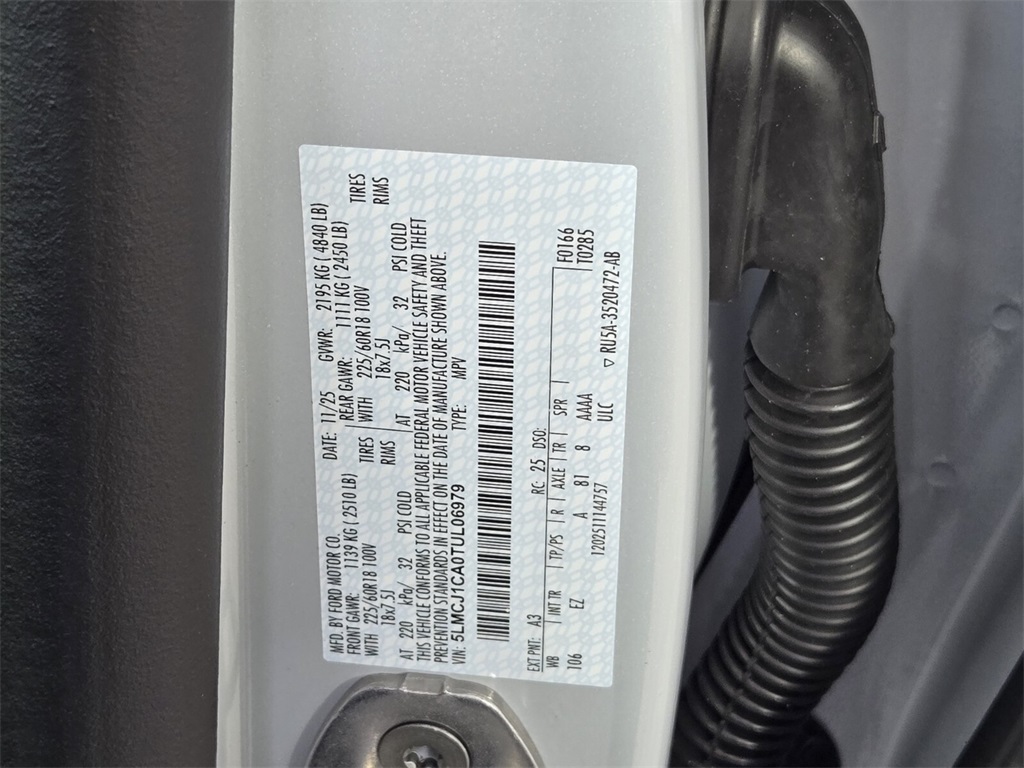 MFD. BY FORD MOTOR CO. DATE: 11/25 GVWR: 2195 KG ( 4840 LB)
FRONT GAWR: 1139 KG ( 2510 LB) REAR GAWR: 1111 KG ( 2450 LB)
WITH 225/60R18 100V TIRES WITH 225/60R18 100V TIRES
18x7.5J RIMS 18x7.5J RIMS
AT 220 kPa/ 32 PSI COLD AT 220 kPa/ 32 PSI COLD
THIS VEHICLE CONFORMS TO ALL APPLICABLE FEDERAL MOTOR VEHICLE SAFETY AND THEFT
PREVENTION STANDARDS IN EFFECT ON THE DATE OF MANUFACTURE SHOWN ABOVE.
VIN: 5LMCJ1CA0TUL06979 TYPE: MPV
EXT PNT: A3 RC: 25 DSO: F0166
WB INT TR TP/PS R AXLE TR SPR T0285
106 EZ A 81 8 AAAA
120251144757 ULC
▽ RU5A-3520472-AB